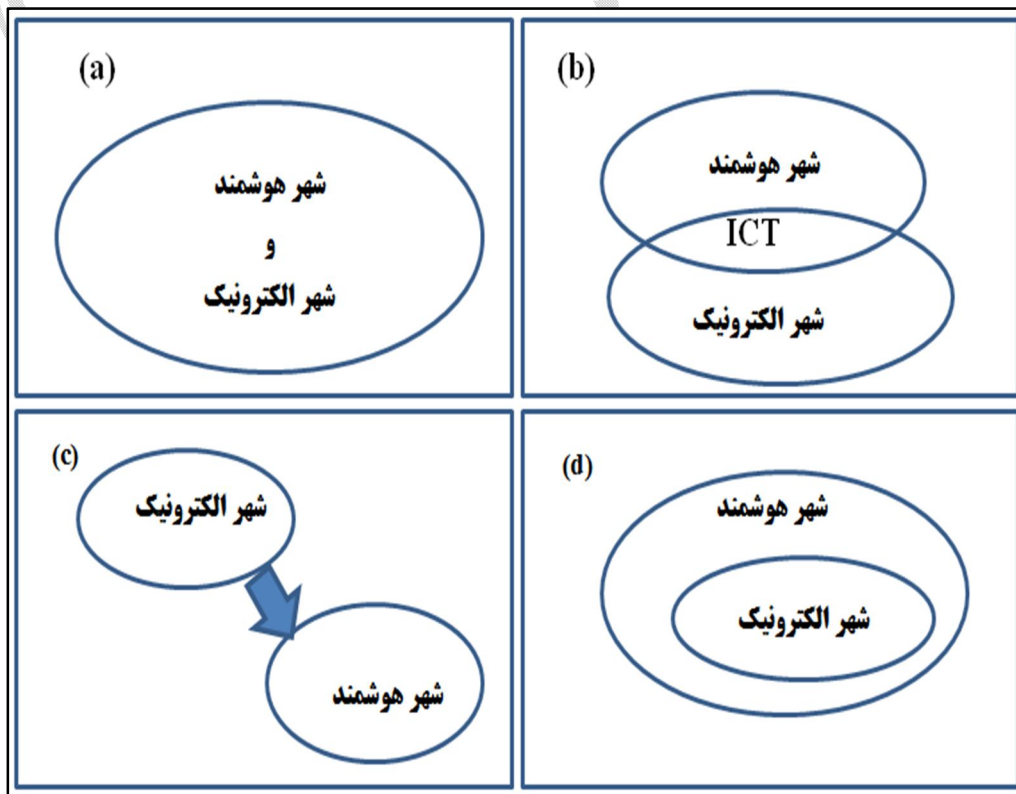 (a)
شهر هوشمند
و
شهر الکترونیک
(b)
شهر هوشمند
ICT
شهر الکترونیک
(c)
شهر الکترونیک
شهر هوشمند
(d)
شهر هوشمند
شهر الکترونیک